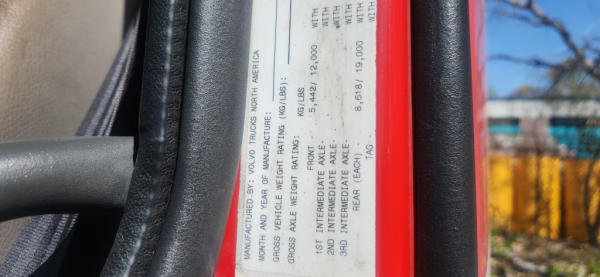 MANUFACTURED BY: VOLVO TRUCKS NORTH AMERICA
MONTH AND YEAR OF MANUFACTURE:
GROSS VEHICLE WEIGHT RATING (KG/LBS):
GROSS AXLE WEIGHT RATING: KG/LBS
FRONT 5,442/ 12,000 WITH
1ST INTERMEDIATE AXLE- WITH
2ND INTERMEDIATE AXLE- WITH
3RD INTERMEDIATE AXLE- WITH
REAR (EACH) 8,618/ 19,000 WITH
TAG WITH